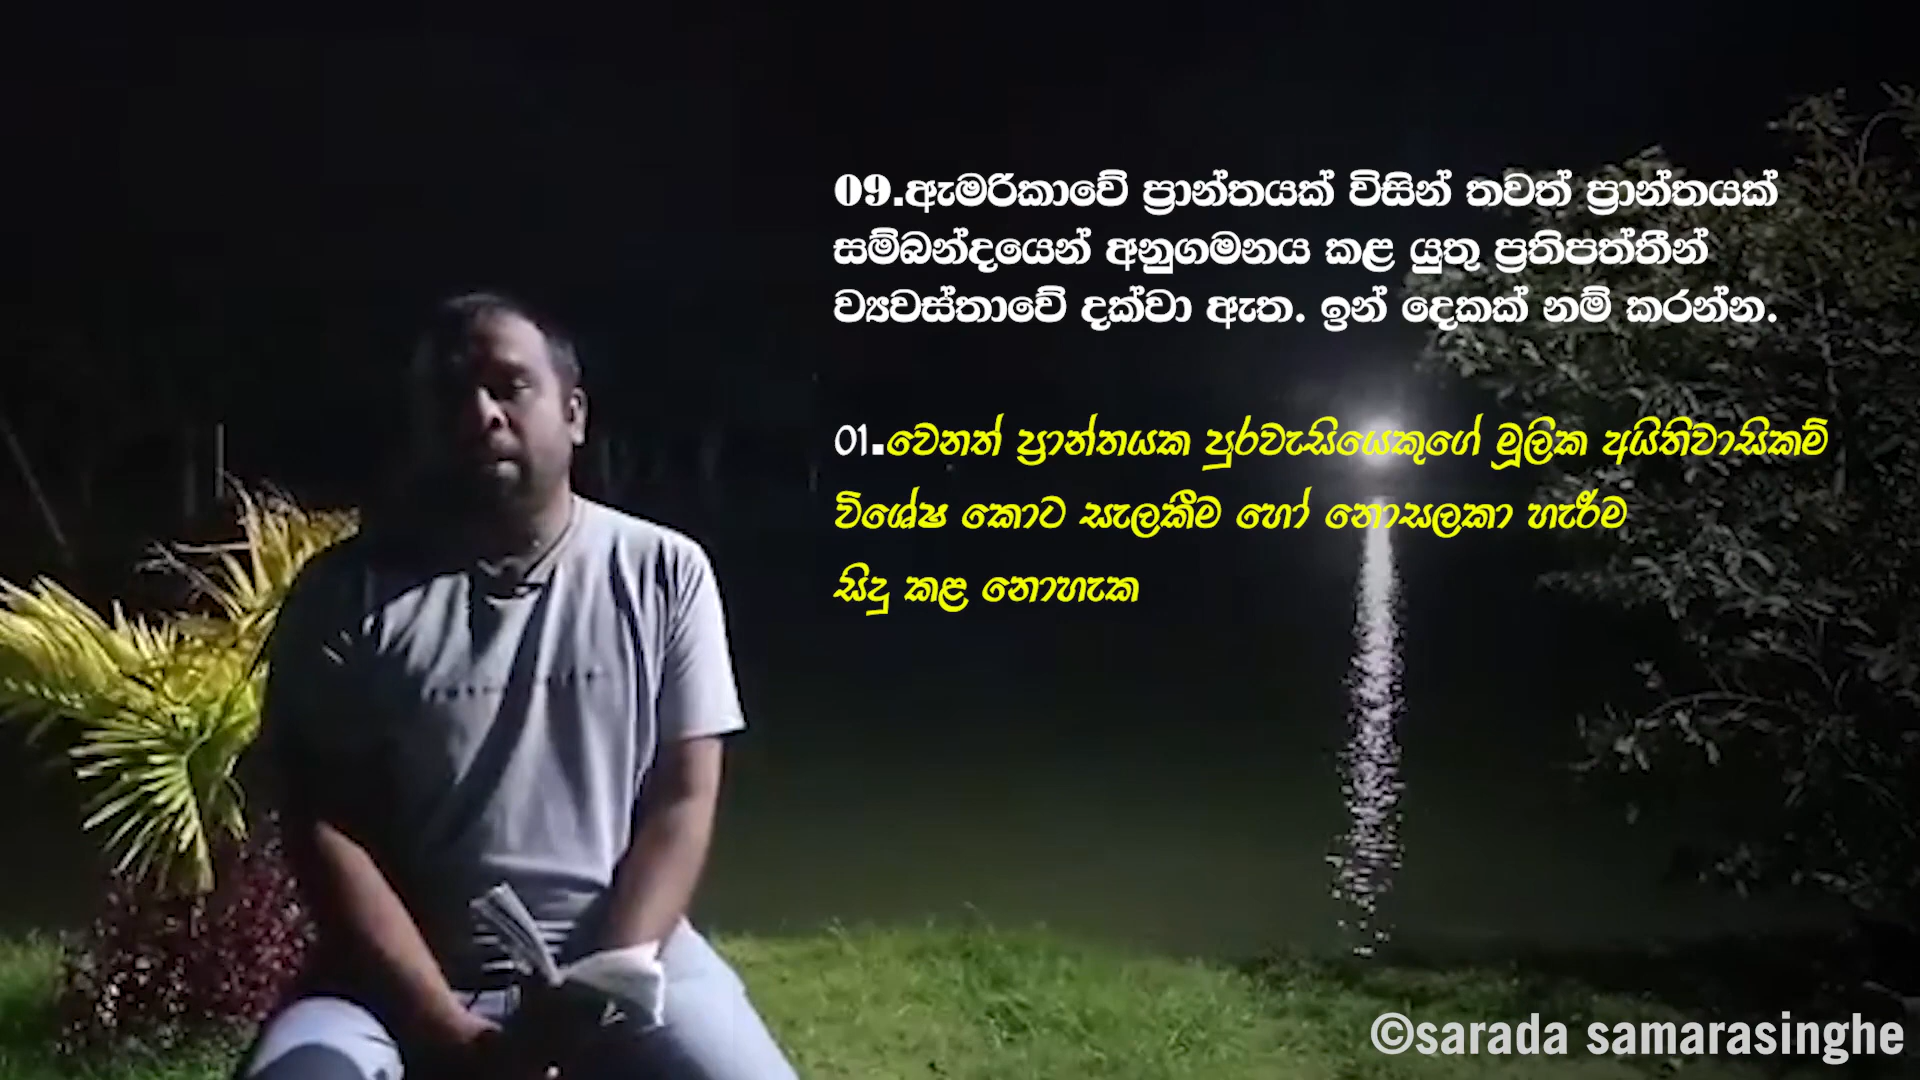 09.ඇමරිකාවේ ප්‍රාන්තයක් විසින් තවත් ප්‍රාන්තයක්
සම්බන්දයෙන් අනුගමනය කළ යුතු ප්‍රතිපත්තීන්
ව්‍යවස්තාවේ දක්වා ඇත. ඉන් දෙකක් නම් කරන්න.
01.වෙනත් ප්‍රාන්තයක පුරවැසියෙකුගේ මූලික අයිතිවාසිකම්
විශේෂ කොට සැලකීම හෝ නොසලකා හැරීම
සිදු කළ නොහැක
©sarada samarasinghe